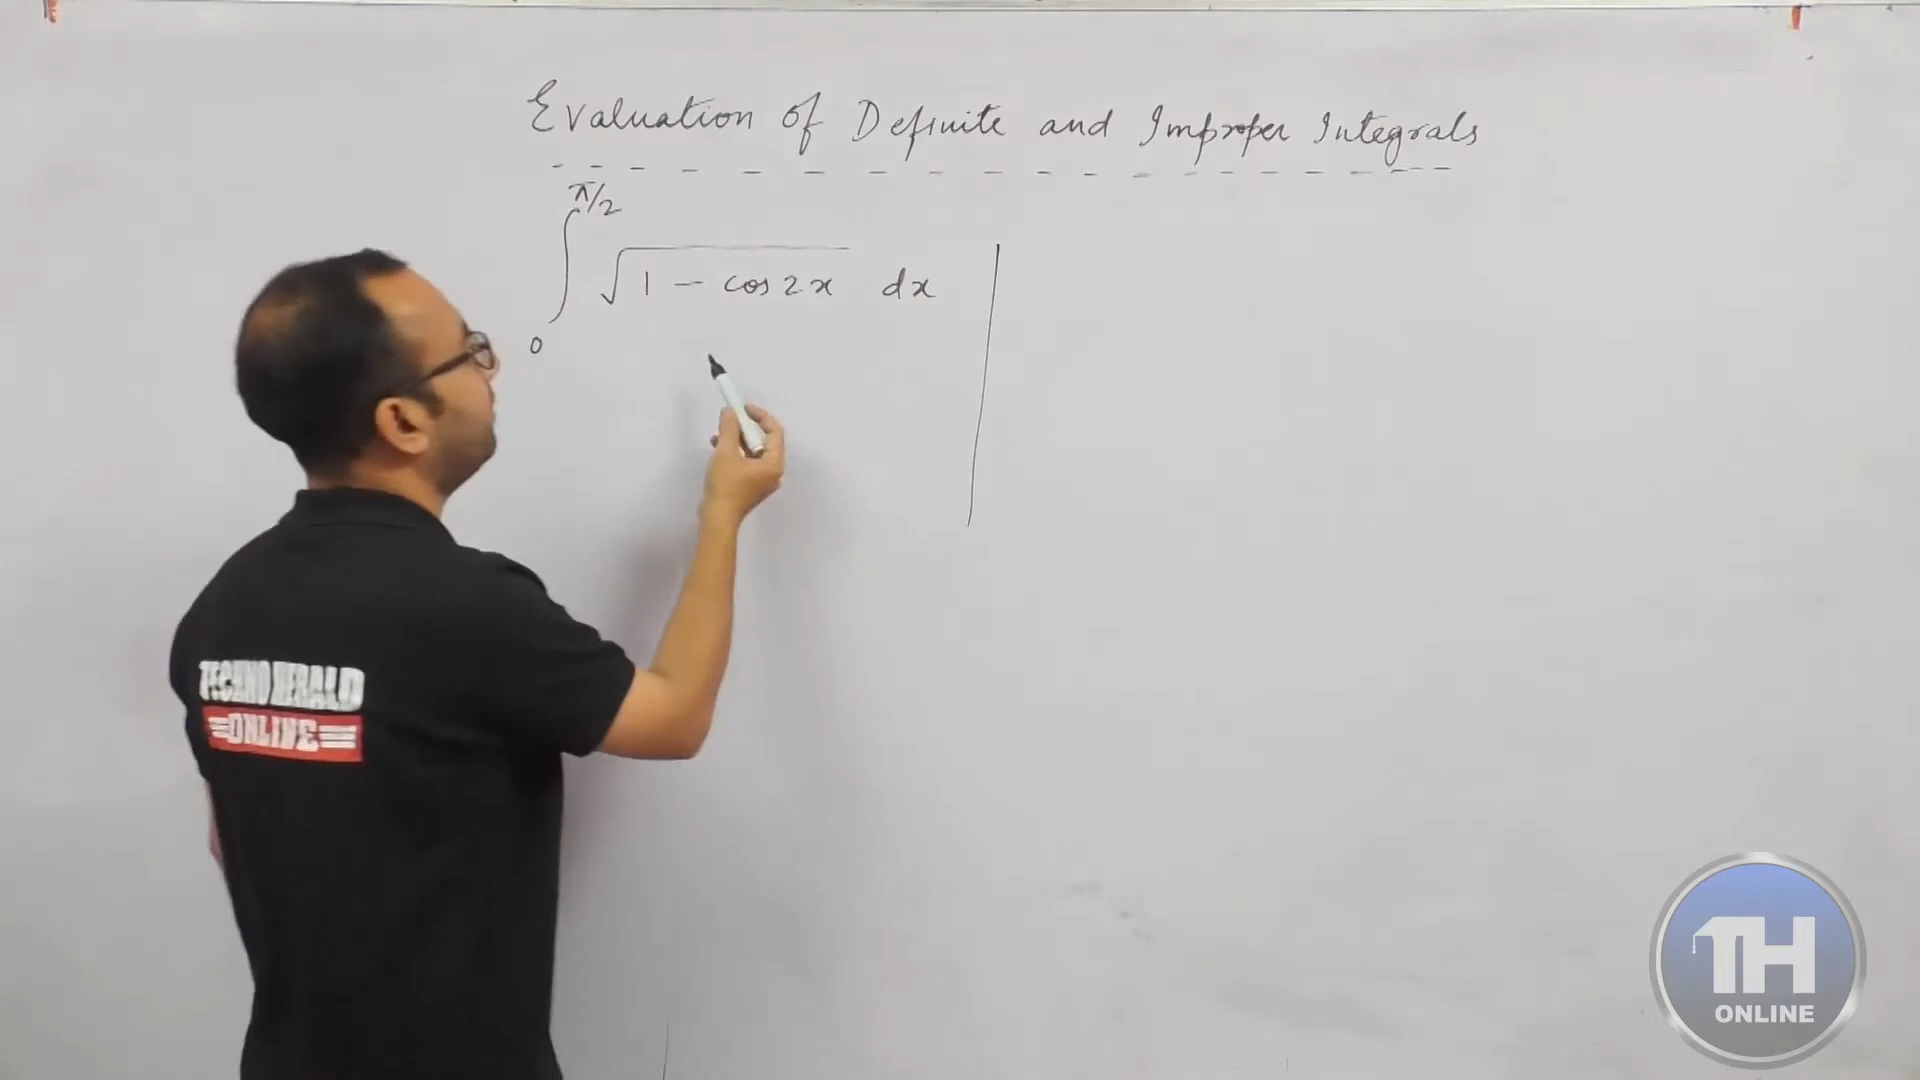 Evaluation of Definite and Improper Integrals
π/2
∫ √1 - cos 2x dx
0
TECHNO HERALD
ONLINE
TH
ONLINE